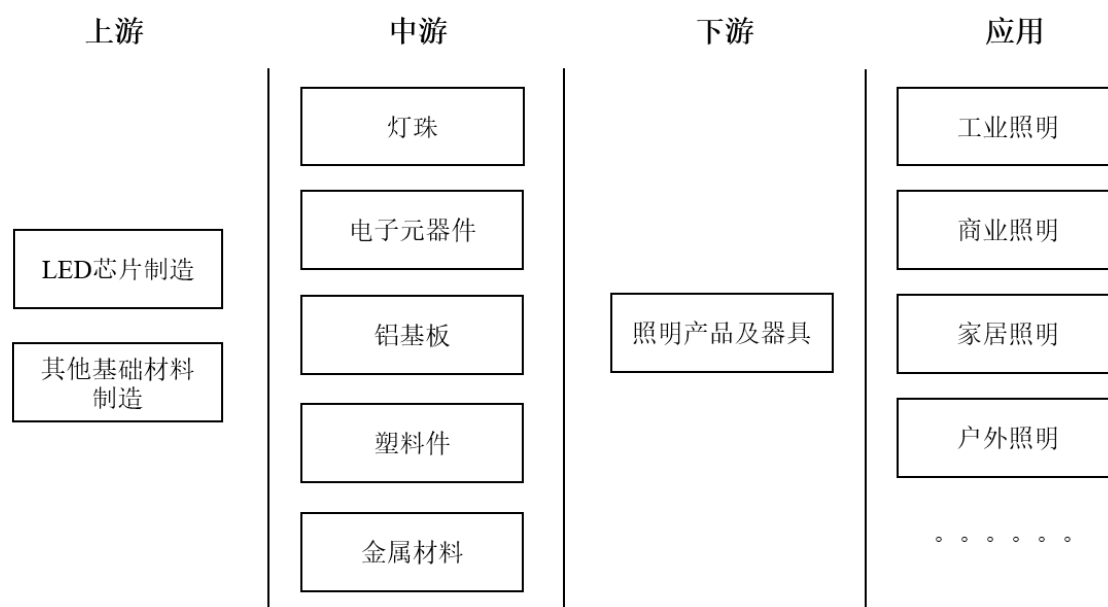 上游
中游
下游
应用
LED芯片制造
其他基础材料
制造
灯珠
电子元器件
铝基板
塑料件
金属材料
照明产品及器具
工业照明
商业照明
家居照明
户外照明
。。。。。。